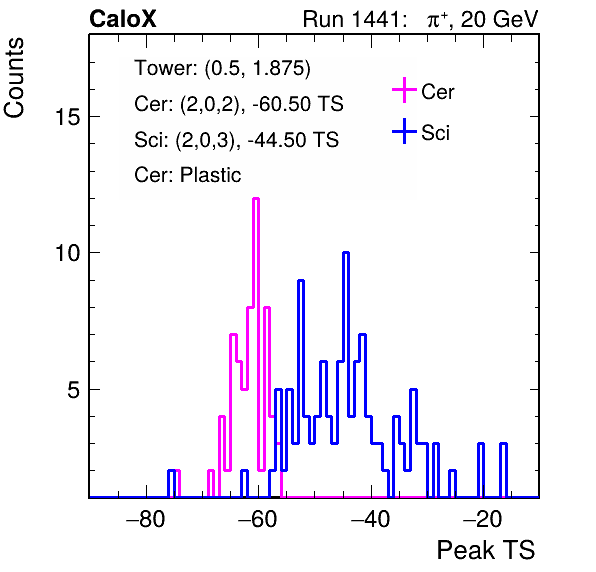 CaloX Run 1441: π⁺, 20 GeV
Counts
Tower: (0.5, 1.875)
Cer: (2,0,2), -60.50 TS
Sci: (2,0,3), -44.50 TS
Cer: Plastic
Cer
Sci
15
10
5
−80 −60 −40 −20
Peak TS